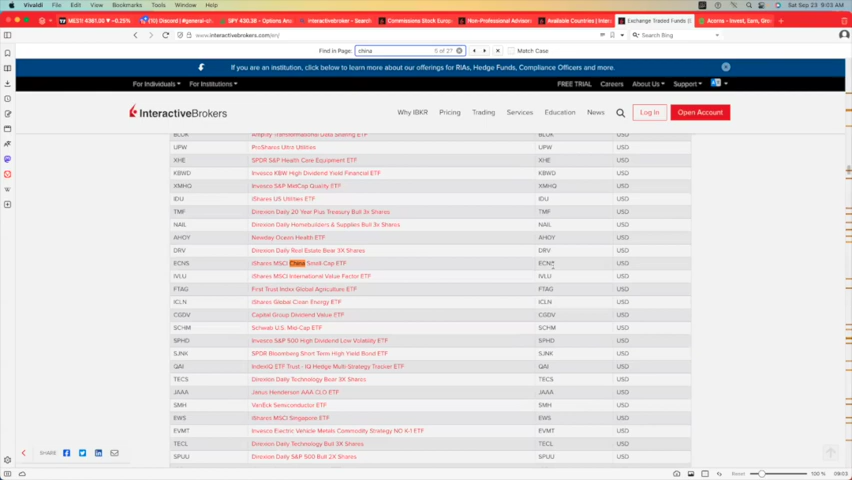 Vivaldi File Edit View Bookmarks Tools Window Help Sat Sep 23 9:03 AM
www.interactivebrokers.com/en/ Search Bing
Find in Page: china 5 of 27 Match Case
If you are an institution, click below to learn more about our offerings for RIAs, Hedge Funds, Compliance Officers and more.
For Individuals For Institutions FREE TRIAL Careers About Us Support
InteractiveBrokers Why IBKR Pricing Trading Services Education News Log In Open Account
BLOK Amplify Transformational Data Sharing ETF BLOK USD
UPW ProShares Ultra Utilities UPW USD
XHE SPDR S&P Health Care Equipment ETF XHE USD
KBWD Invesco KBW High Dividend Yield Financial ETF KBWD USD
XMHQ Invesco S&P MidCap Quality ETF XMHQ USD
IDU iShares US Utilities ETF IDU USD
TMF Direxion Daily 20 Year Plus Treasury Bull 3x Shares TMF USD
NAIL Direxion Daily Homebuilders & Supplies Bull 3x Shares NAIL USD
AHOY Newday Ocean Health ETF AHOY USD
DRV Direxion Daily Real Estate Bear 3X Shares DRV USD
ECNS iShares MSCI China Small-Cap ETF ECNS USD
IVLU iShares MSCI International Value Factor ETF IVLU USD
FTAG First Trust Index Global Agriculture ETF FTAG USD
ICLN iShares Global Clean Energy ETF ICLN USD
CGDV Capital Group Dividend Value ETF CGDV USD
SCHM Schwab U.S. Mid-Cap ETF SCHM USD
SPHD Invesco S&P 500 High Dividend Low Volatility ETF SPHD USD
SJNK SPDR Bloomberg Short Term High Yield Bond ETF SJNK USD
QAI IndexIQ ETF Trust - IQ Hedge Multi-Strategy Tracker ETF QAI USD
TECS Direxion Daily Technology Bear 3X Shares TECS USD
JAAA Janus Henderson AAA CLO ETF JAAA USD
SMH VanEck Semiconductor ETF SMH USD
EWS iShares MSCI Singapore ETF EWS USD
EVMT Invesco Electric Vehicle Metals Commodity Strategy NO K-1 ETF EVMT USD
TECL Direxion Daily Technology Bull 3X Shares TECL USD
SPUU Direxion Daily S&P 500 Bull 2X Shares SPUU USD
SHARE
Reset 100 % 09:03